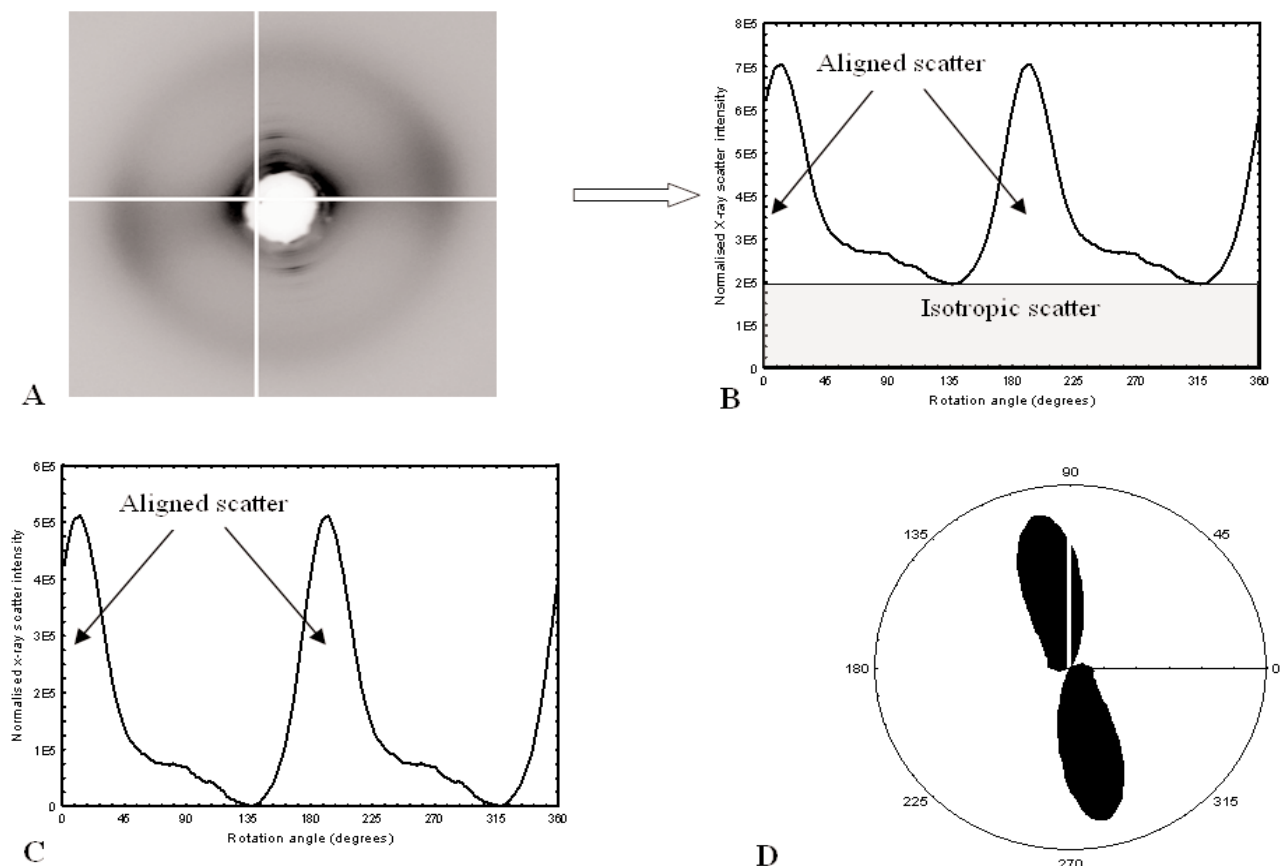 A
8E5
7E5
6E5
5E5
4E5
3E5
2E5
1E5
0
Normalised X-ray scatter intensity
Aligned scatter
Isotropic scatter
0 45 90 135 180 225 270 315 360
Rotation angle (degrees)
B
6E5
5E5
4E5
3E5
2E5
1E5
0
Normalised x-ray scatter intensity
Aligned scatter
0 45 90 135 180 225 270 315 360
Rotation angle (degrees)
C
90
135 45
180 0
225 315
270
D